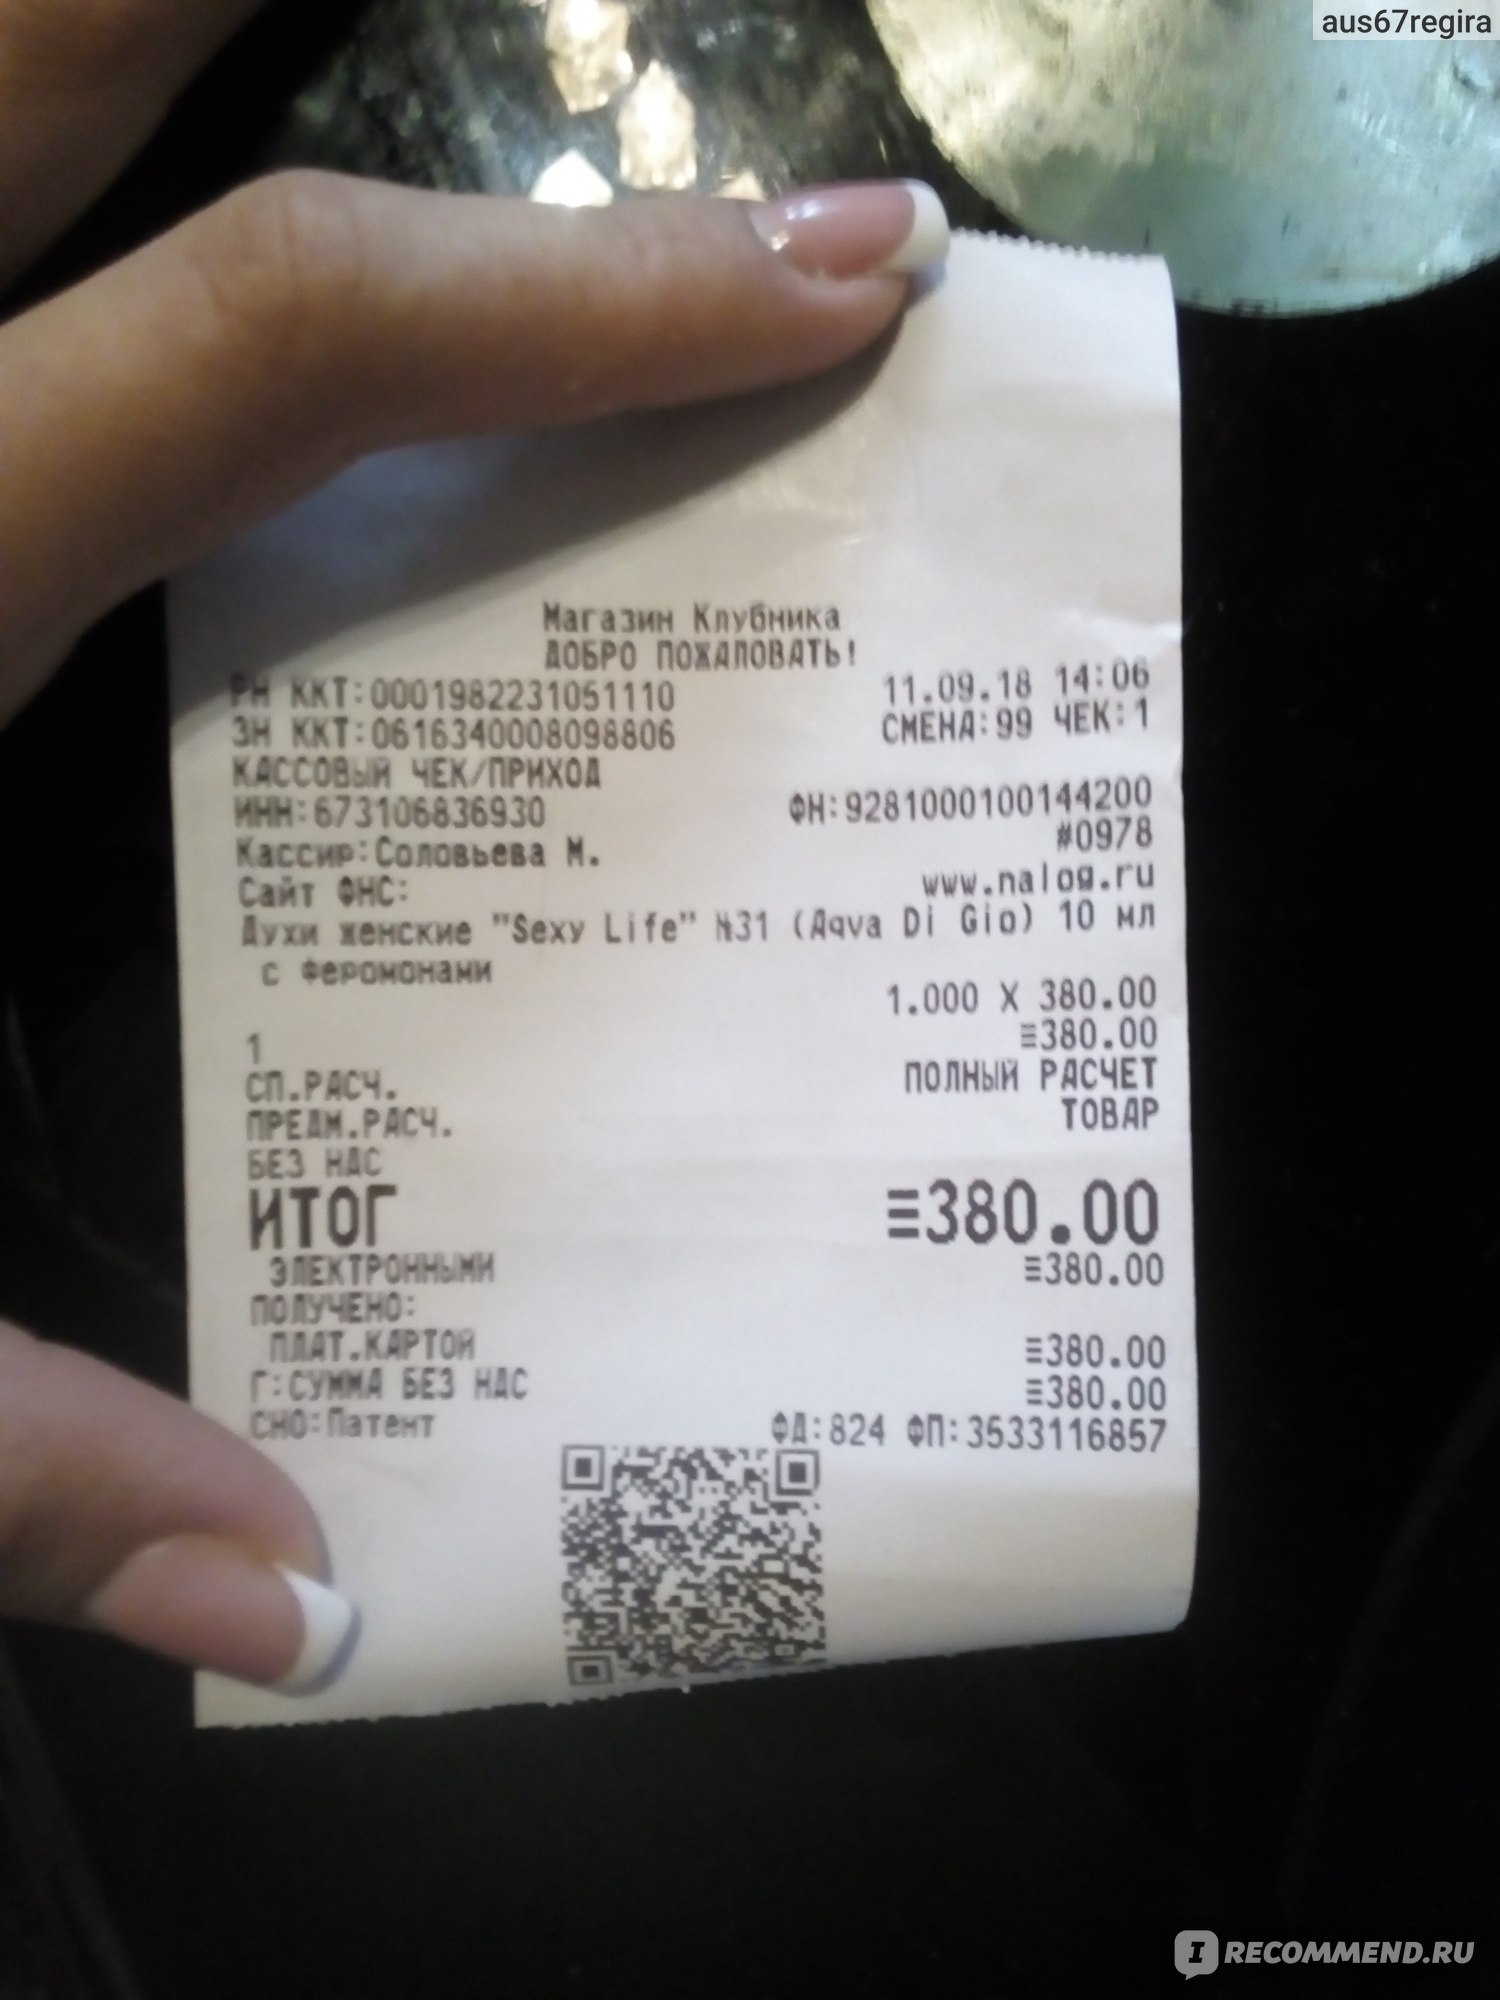 aus67regira
Магазин Клубника
ДОБРО ПОЖАЛОВАТЬ!
РН ККТ:0001982231051110 11.09.18 14:06
ЗН ККТ:0616340008098806 СМЕНА:99 ЧЕК:1
КАССОВЫЙ ЧЕК/ПРИХОД
ИНН:673106836930 ФН:9281000100144200
Кассир:Соловьева М. #0978
Сайт ФНС: www.nalog.ru
Духи женские "Sexy Life" №31 (Aqva Di Gio) 10 мл
с феромонами
1.000 X 380.00
1 ≡380.00
СП.РАСЧ. ПОЛНЫЙ РАСЧЕТ
ПРЕДМ.РАСЧ. ТОВАР
БЕЗ НДС
ИТОГ ≡380.00
ЭЛЕКТРОННЫМИ ≡380.00
ПОЛУЧЕНО:
ПЛАТ.КАРТОЙ ≡380.00
Г:СУММА БЕЗ НДС ≡380.00
СНО:Патент ФД:824 ФП:3533116857
I RECOMMEND.RU